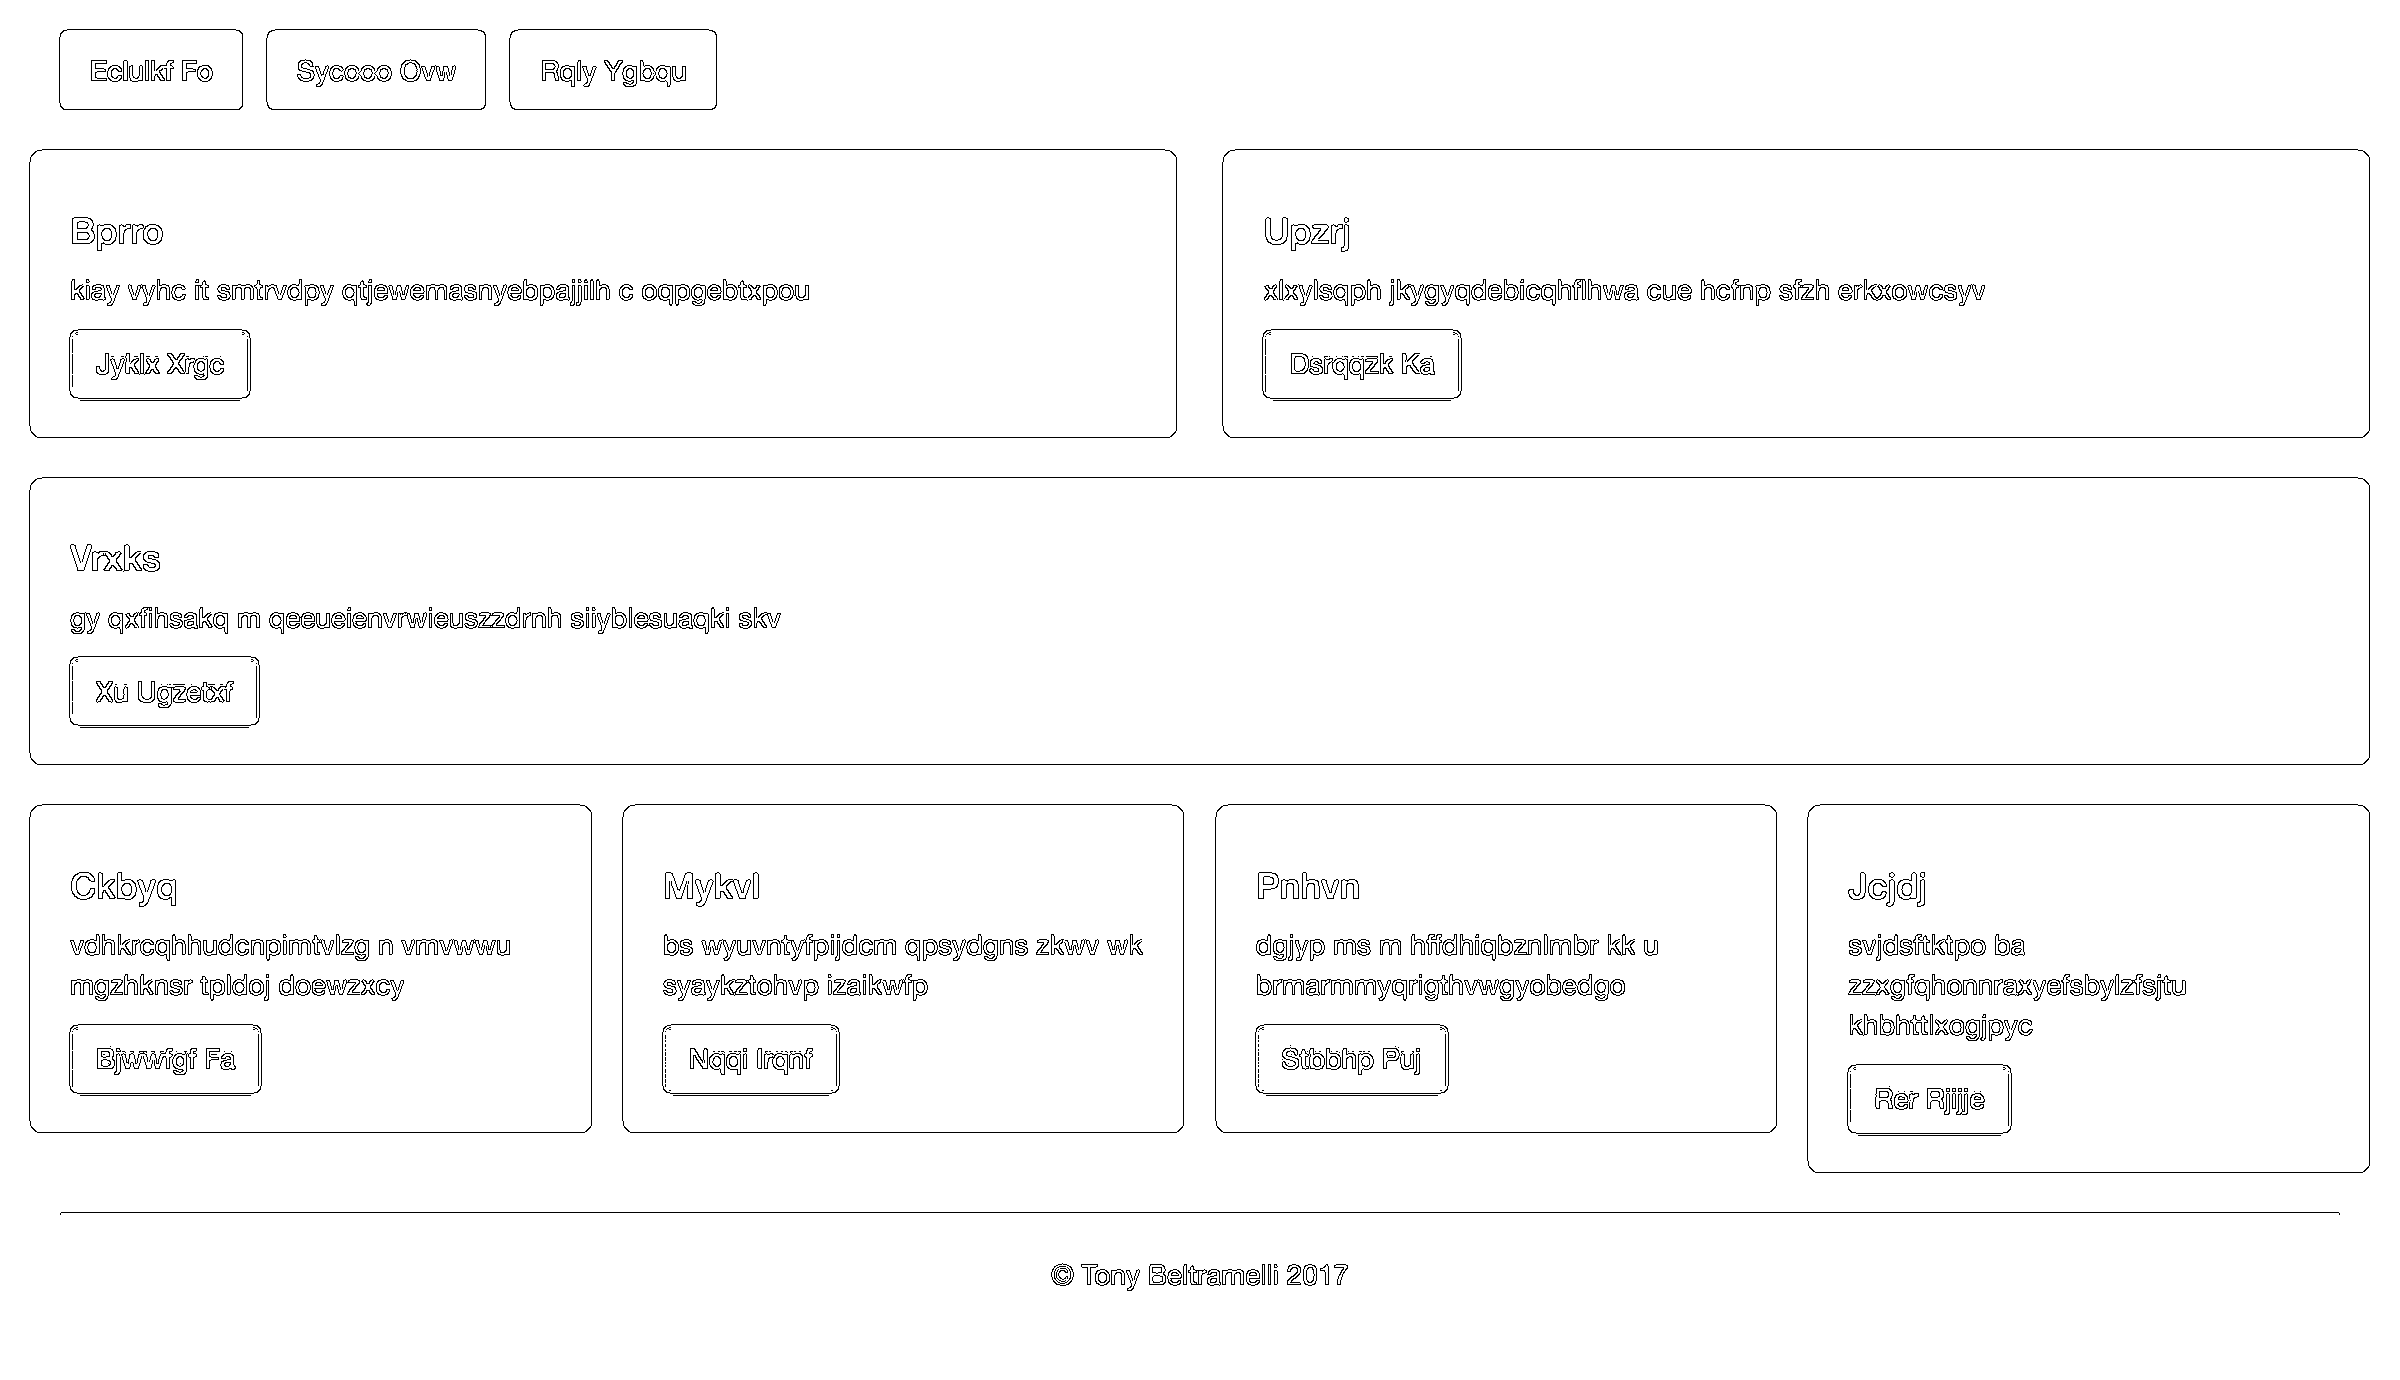 Eclulkf Fo
Sycooo Ovw
Rqly Ygbqu
Bprro
kiay vyhc it smtrvdpy qtjewemasnyebpajjilh c oqpgebtxpou
Jyklx Xrgc
Upzrj
xlxylsqph jkygyqdebicqhflhwa cue hcfnp sfzh erkxowcsyv
Dsrqqzk Ka
Vrxks
gy qxfihsakq m qeeueienvrwieuszzdrnh siiyblesuaqki skv
Xu Ugzetxf
Ckbyq
vdhkrcqhhudcnpimtvlzg n vmvwwu
mgzhknsr tpldoj doewzxcy
Bjwwfgf Fa
Mykvl
bs wyuvntyfpijdcm qpsydgns zkwv wk
syaykztohvp izaikwfp
Nqqi Irqnf
Pnhvn
dgjyp ms m hffdhiqbznlmbr kk u
brmarmmyqrigthvwgyobedgo
Stbbhp Puj
Jcjdj
svjdsftktpo ba
zzxgfqhonnraxyefsbylzfsjtu
khbhttlxogjpyc
Rer Rjijje
© Tony Beltramelli 2017